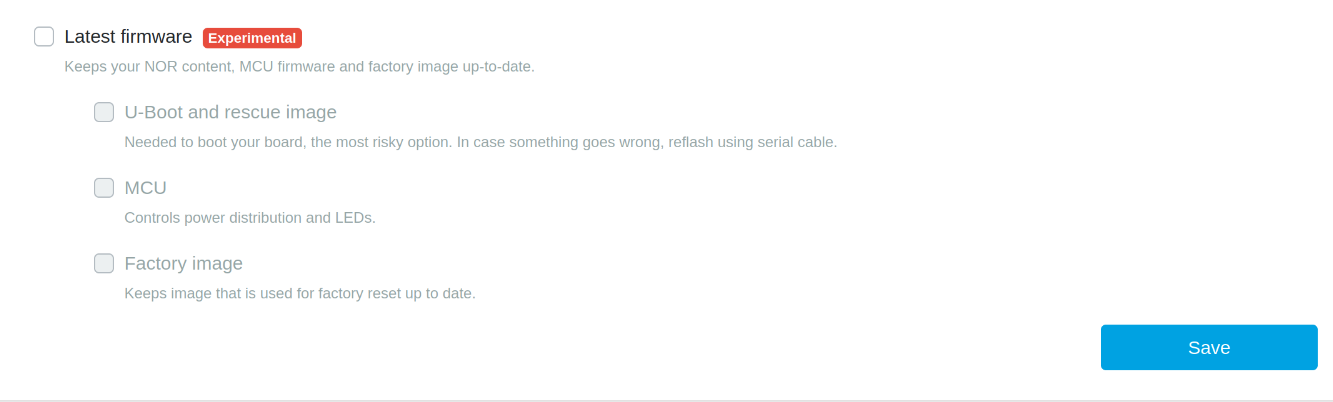 Latest firmware Experimental
Keeps your NOR content, MCU firmware and factory image up-to-date.
U-Boot and rescue image
Needed to boot your board, the most risky option. In case something goes wrong, reflash using serial cable.
MCU
Controls power distribution and LEDs.
Factory image
Keeps image that is used for factory reset up to date.
Save